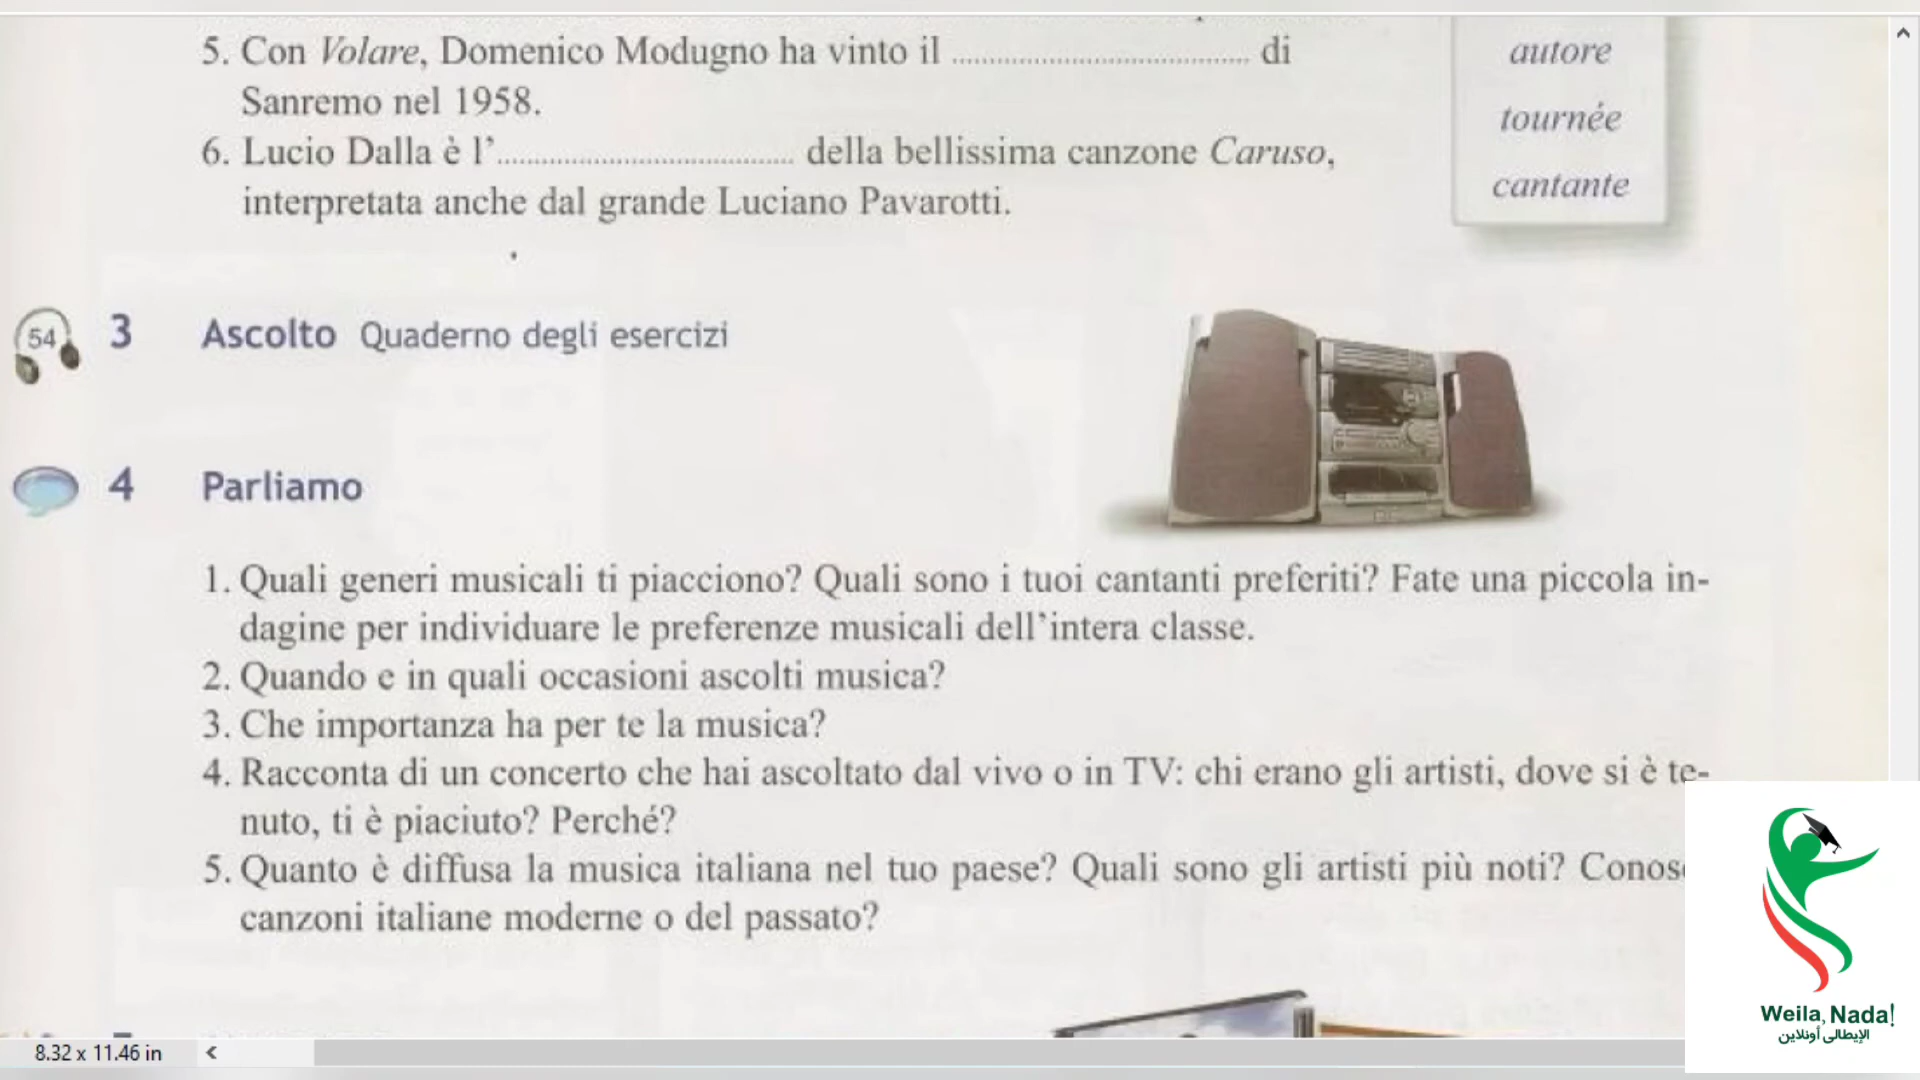 5. Con Volare, Domenico Modugno ha vinto il ........................................ di
Sanremo nel 1958.
6. Lucio Dalla è l'........................................ della bellissima canzone Caruso,
interpretata anche dal grande Luciano Pavarotti.
autore
tournée
cantante
54 3 Ascolto Quaderno degli esercizi
4 Parliamo
1. Quali generi musicali ti piacciono? Quali sono i tuoi cantanti preferiti? Fate una piccola in-
dagine per individuare le preferenze musicali dell'intera classe.
2. Quando e in quali occasioni ascolti musica?
3. Che importanza ha per te la musica?
4. Racconta di un concerto che hai ascoltato dal vivo o in TV: chi erano gli artisti, dove si è te-
nuto, ti è piaciuto? Perché?
5. Quanto è diffusa la musica italiana nel tuo paese? Quali sono gli artisti più noti? Conos
canzoni italiane moderne o del passato?
Weila, Nada!
الإيطالى أونلاين
8.32 x 11.46 in